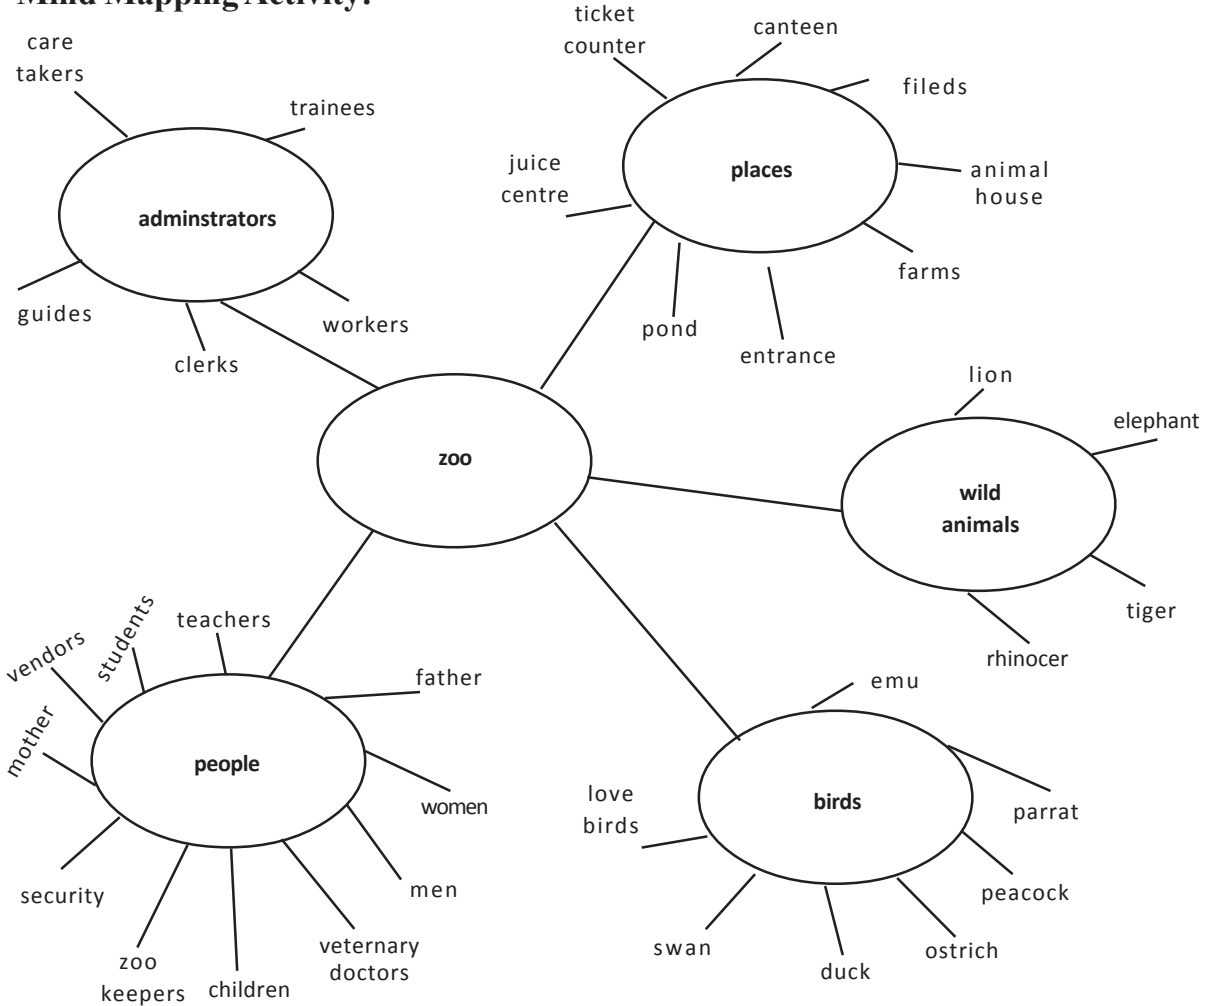 Mind Mapping Activity:
care
takers
trainees
adminstrators
guides
clerks
workers
ticket
counter
canteen
fileds
juice
centre
places
animal
house
farms
pond
entrance
zoo
lion
elephant
wild
animals
tiger
rhinocer
vendors
students
teachers
father
mother
people
women
security
men
zoo
keepers
children
veternary
doctors
emu
love
birds
birds
parrat
peacock
swan
duck
ostrich